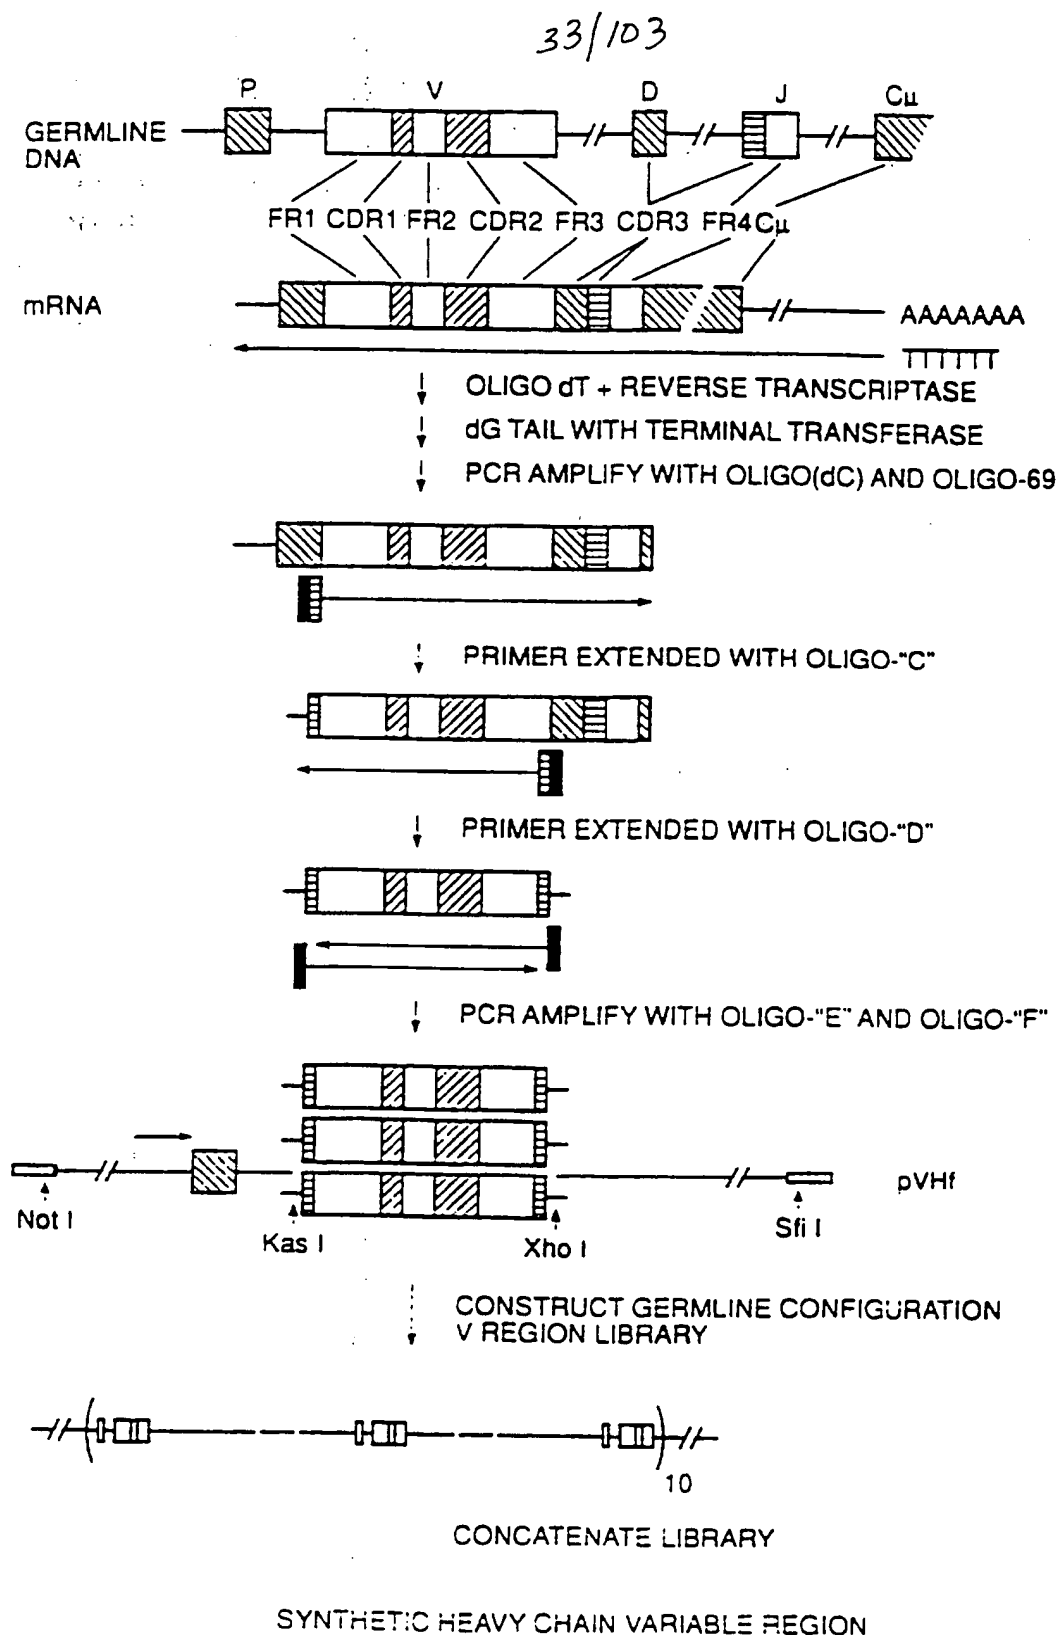 33/103
P V D J Cμ
GERMLINE
DNA
FR1 CDR1 FR2 CDR2 FR3 CDR3 FR4 Cμ
mRNA
AAAAAAA
TTTTTT
OLIGO dT + REVERSE TRANSCRIPTASE
dG TAIL WITH TERMINAL TRANSFERASE
PCR AMPLIFY WITH OLIGO(dC) AND OLIGO-69
PRIMER EXTENDED WITH OLIGO-"C"
PRIMER EXTENDED WITH OLIGO-"D"
PCR AMPLIFY WITH OLIGO-"E" AND OLIGO-"F"
pVHf
Not I
Kas I
Xho I
Sfi I
CONSTRUCT GERMLINE CONFIGURATION
V REGION LIBRARY
10
CONCATENATE LIBRARY
SYNTHETIC HEAVY CHAIN VARIABLE REGION